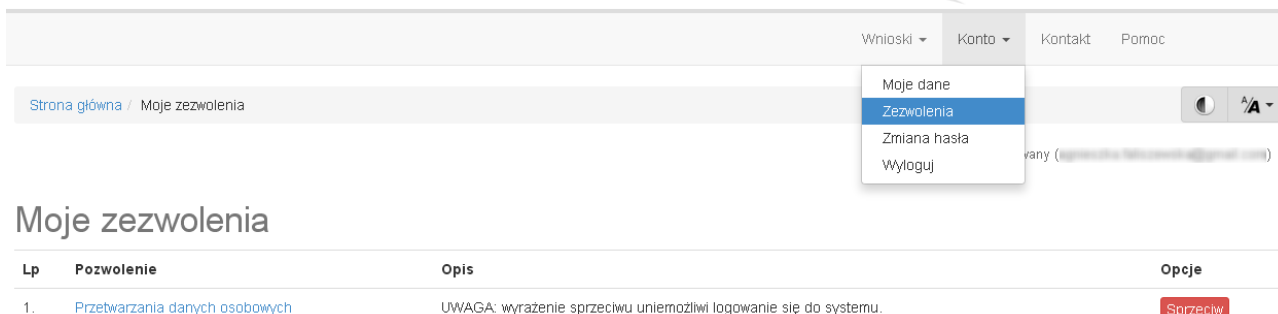 Wnioski Konto Kontakt Pomoc
Moje dane
Strona główna / Moje zezwolenia
Zezwolenia
A/A
Zmiana hasła
Wyloguj
Moje zezwolenia
Lp Pozwolenie Opis Opcje
1. Przetwarzania danych osobowych UWAGA: wyrażenie sprzeciwu uniemożliwi logowanie się do systemu. Sprzeciw